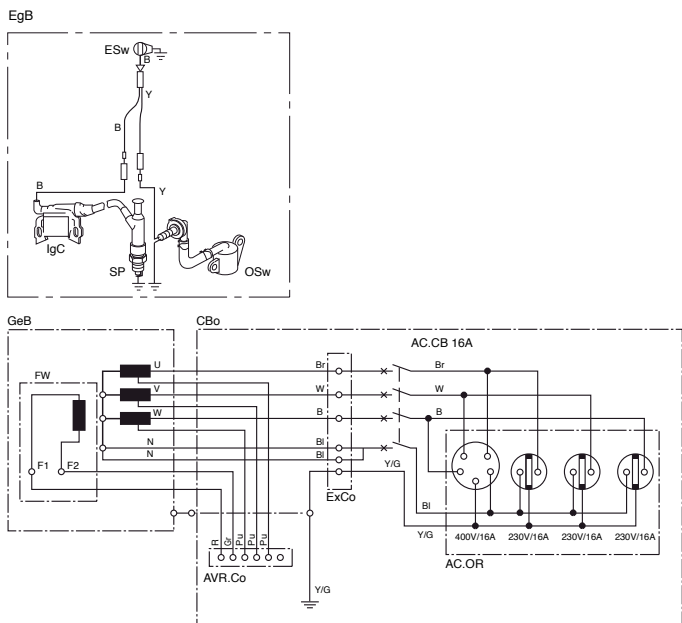 EgB
ESw
B
Y
B
B
Y
IgC
SP
OSw
GeB
CBo
AC.CB 16A
FW
U
Br
Br
V
W
W
W
B
B
N
Bl
N
Bl
Y/G
F1
F2
ExCo
Bl
R
Gr
Pu
Pu
Pu
Y/G
400V/16A
230V/16A
230V/16A
230V/16A
AVR.Co
AC.OR
Y/G